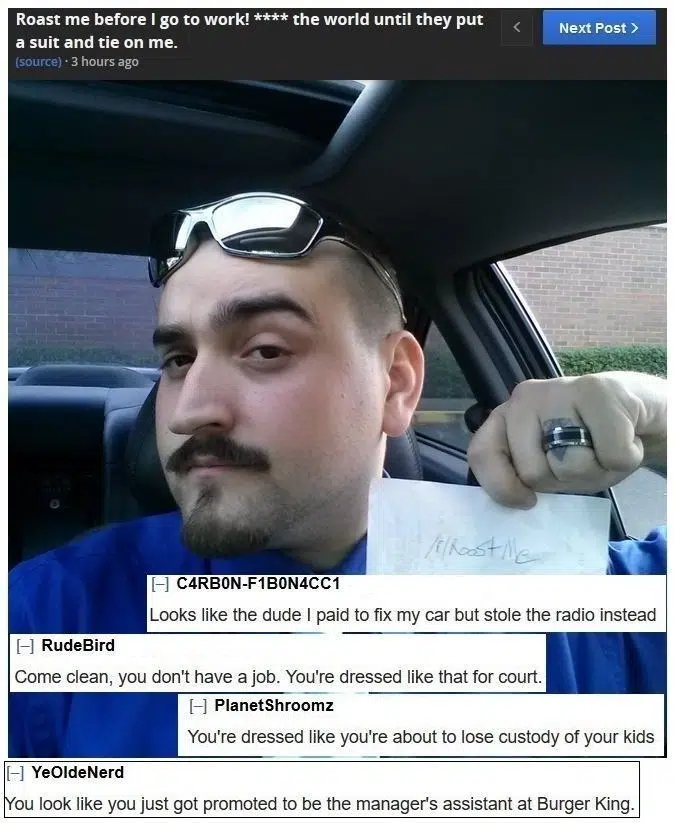 Roast me before I go to work! **** the world until they put
a suit and tie on me.
(source) · 3 hours ago
< Next Post >
/r/RoastMe
[–] C4RB0N-F1B0N4CC1
Looks like the dude I paid to fix my car but stole the radio instead
[–] RudeBird
Come clean, you don't have a job. You're dressed like that for court.
[–] PlanetShroomz
You're dressed like you're about to lose custody of your kids
[–] YeOldeNerd
You look like you just got promoted to be the manager's assistant at Burger King.